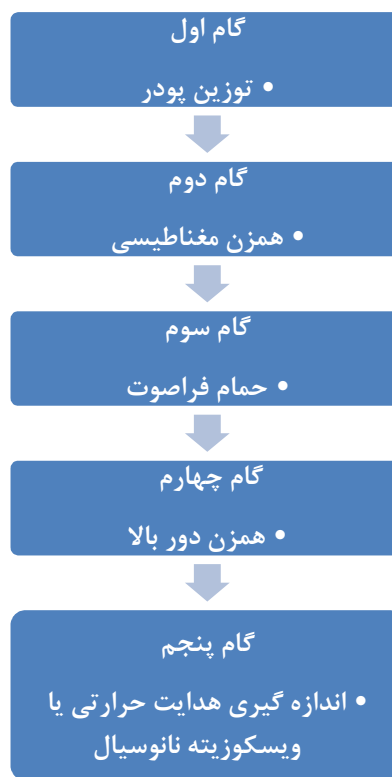 گام اول
• توزین پودر
گام دوم
• همزن مغناطیسی
گام سوم
• حمام فراصوت
گام چهارم
• همزن دور بالا
گام پنجم
• اندازه گیری هدایت حرارتی یا
ویسکوزیته نانوسیال